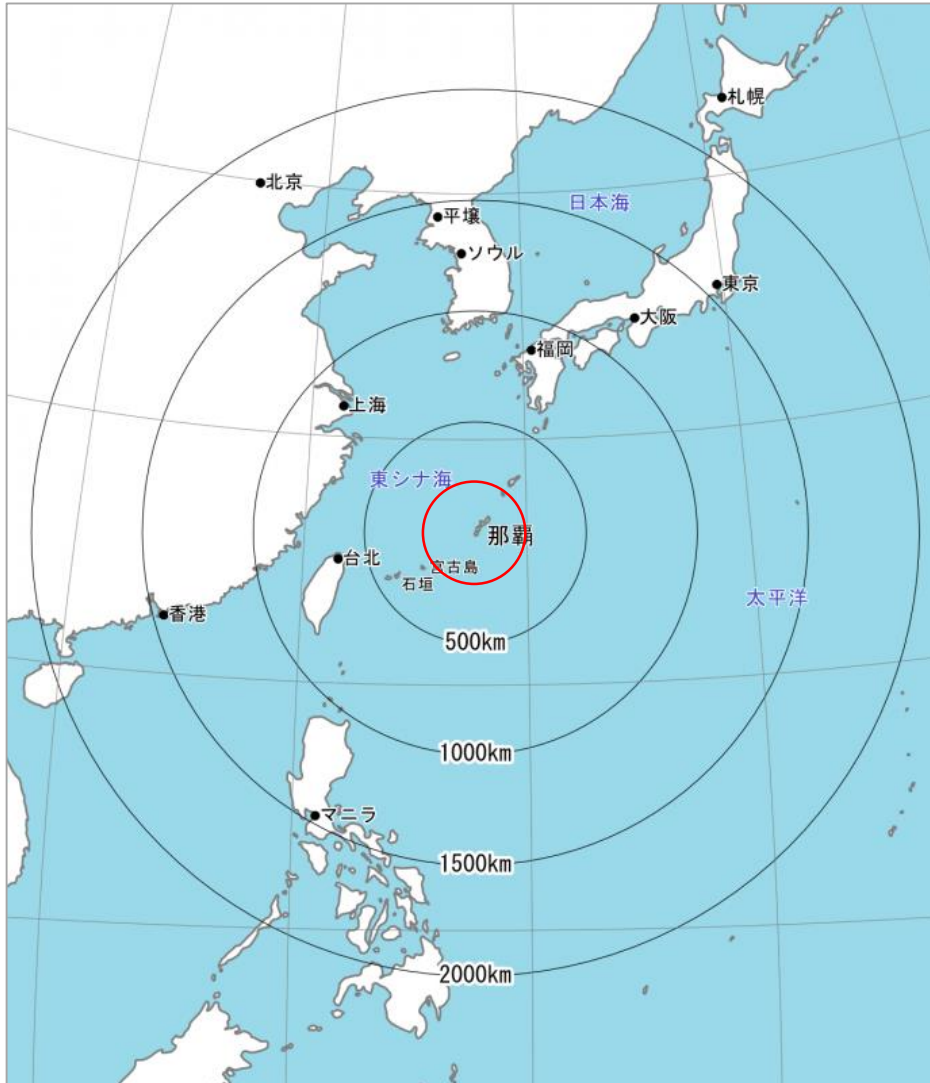 札幌
北京
日本海
平壌
ソウル
東京
大阪
福岡
上海
東シナ海
那覇
台北
宮古島
石垣
太平洋
香港
500km
1000km
マニラ
1500km
2000km